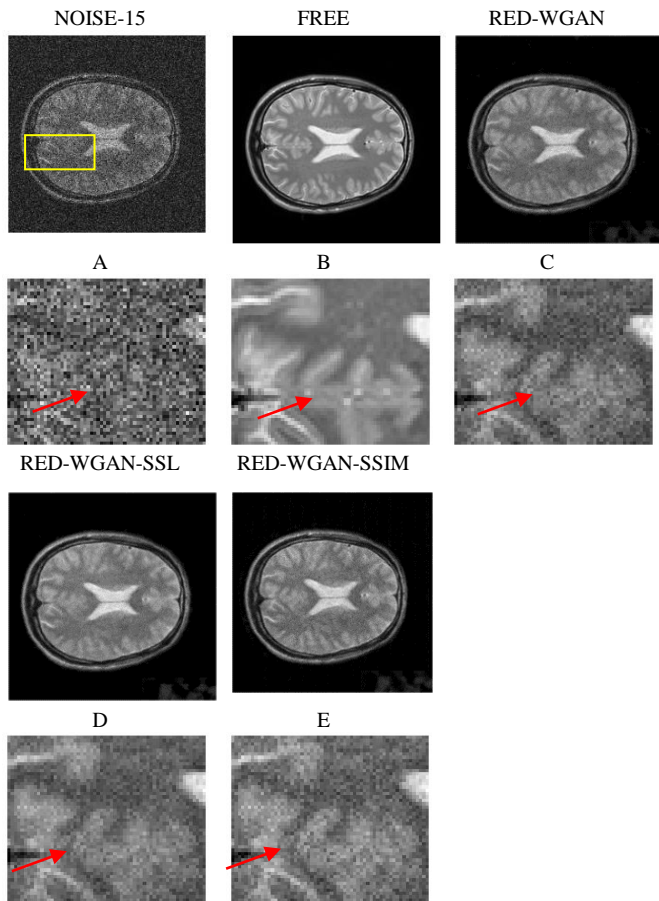 NOISE-15 FREE RED-WGAN
A B C
RED-WGAN-SSL RED-WGAN-SSIM
D E